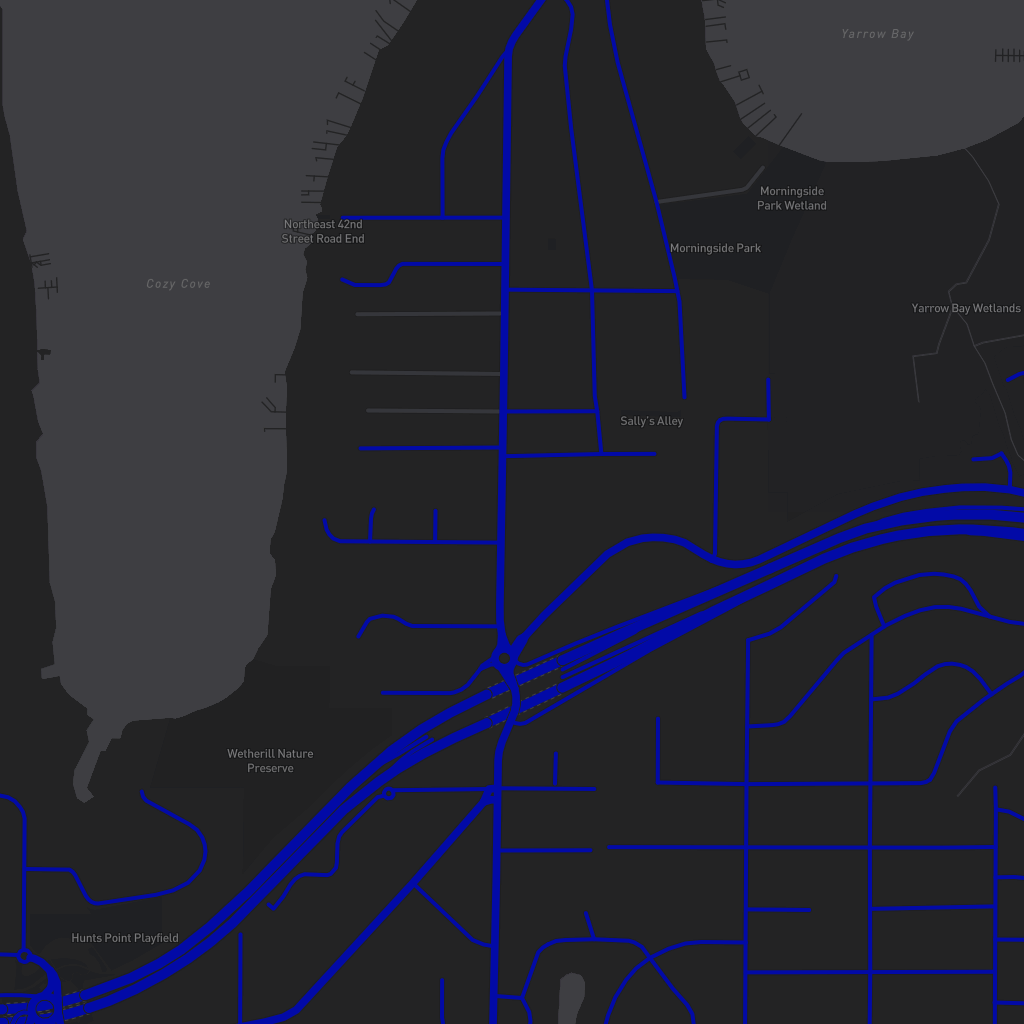 Yarrow Bay
Morningside
Park Wetland
Northeast 42nd
Street Road End
Morningside Park
Cozy Cove
Yarrow Bay Wetlands
Sally's Alley
Wetherill Nature
Preserve
Hunts Point Playfield